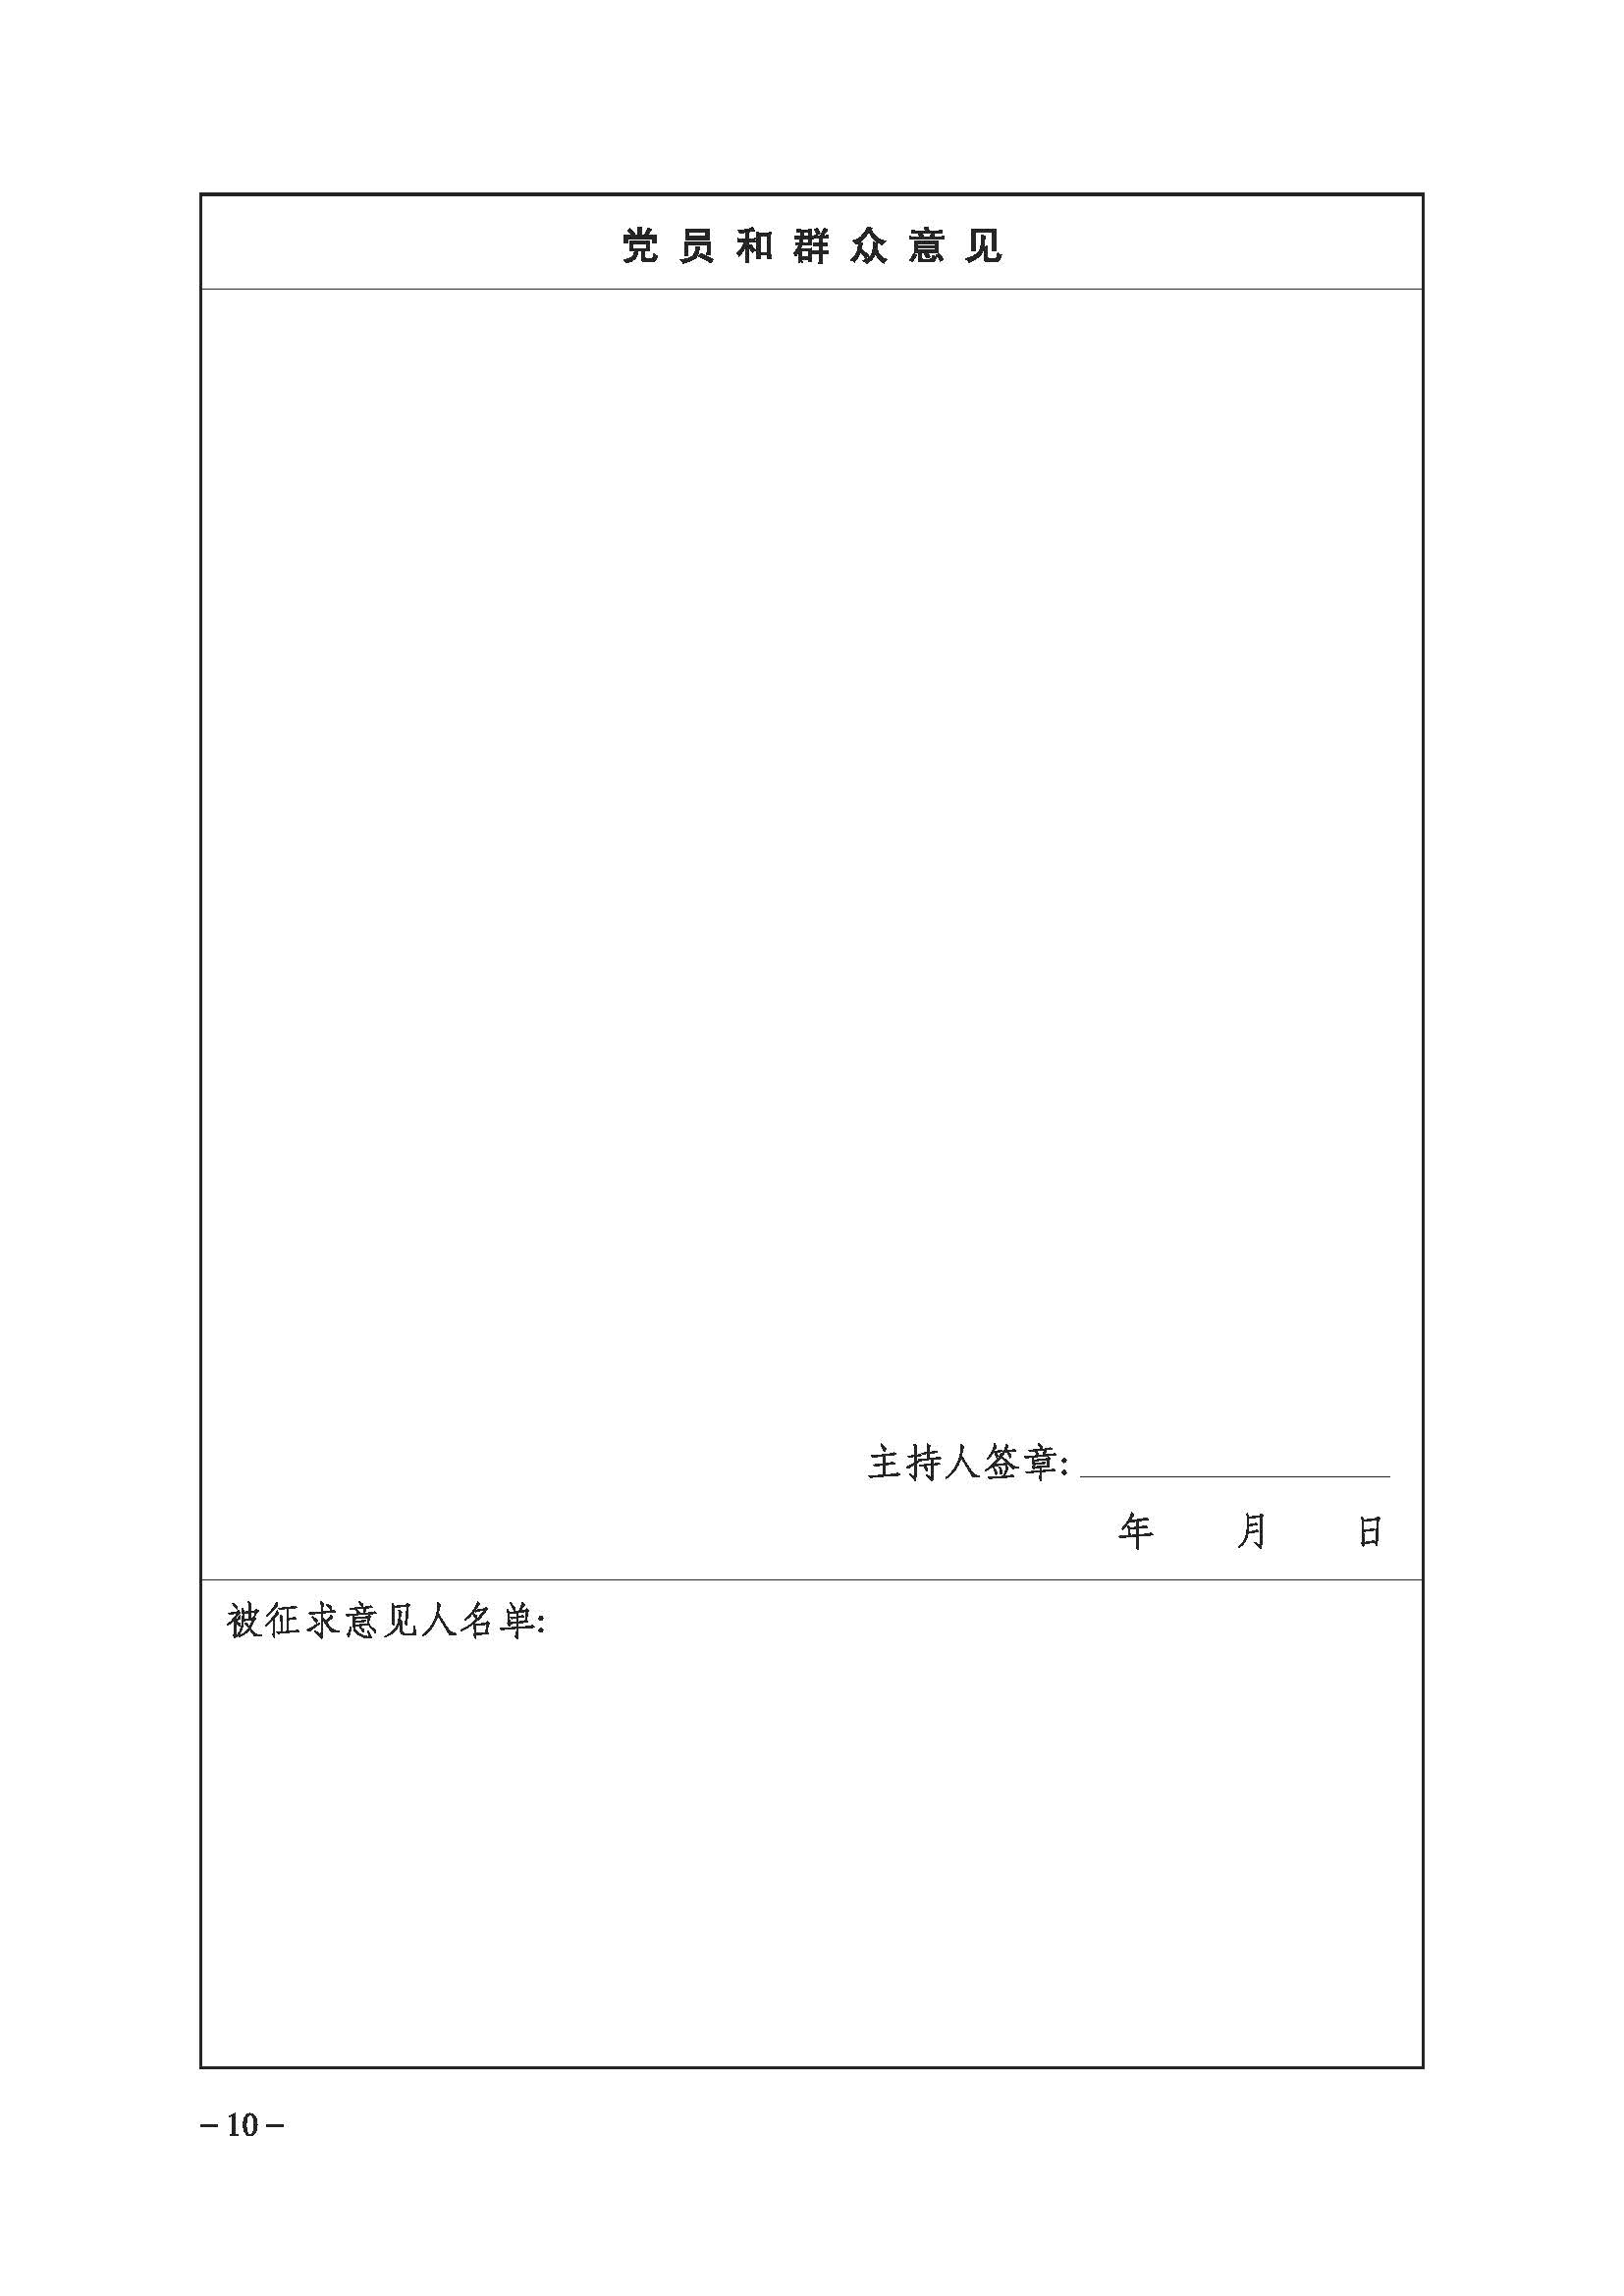 党员和群众意见
主持人签章:
年 月 日
被征求意见人名单:
– 10 –